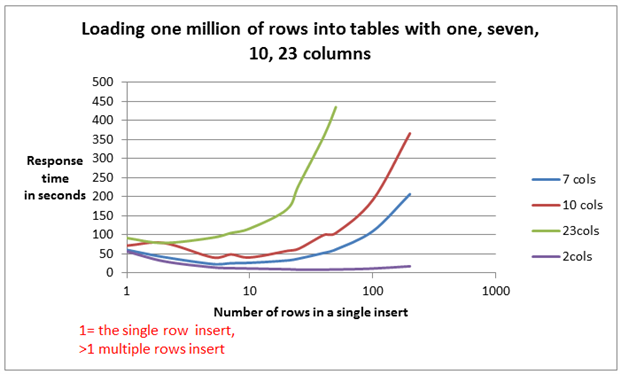 Loading one million of rows into tables with one, seven,
10, 23 columns
500
450
400
350
300
250
200
150
100
50
0
Response
time
in seconds
1
10
100
1000
Number of rows in a single insert
7 cols
10 cols
23cols
2cols
1= the single row insert,
>1 multiple rows insert